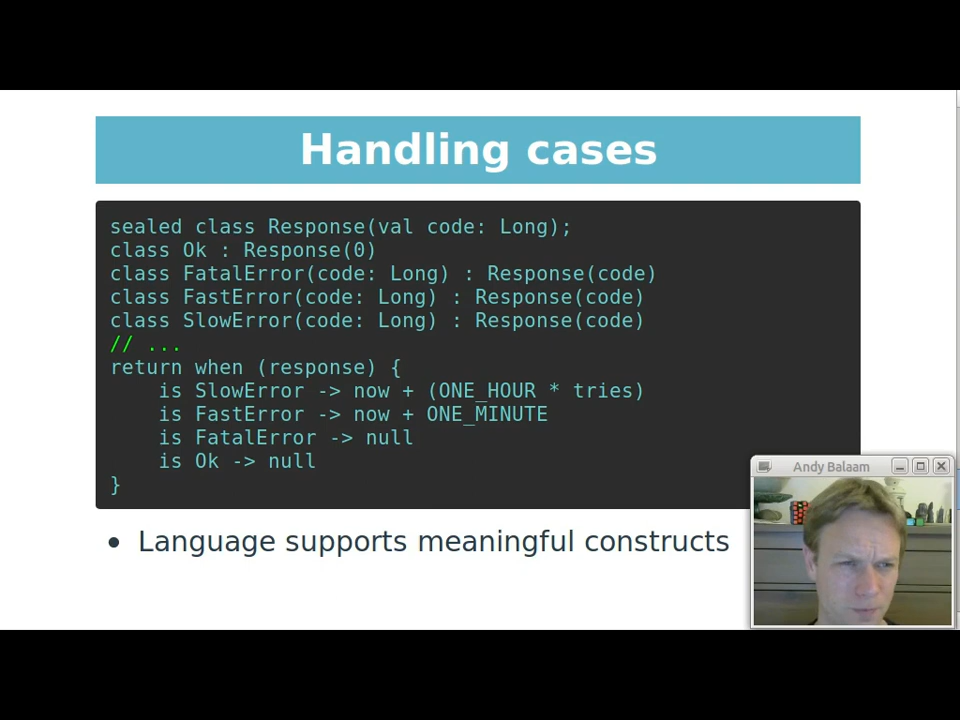 Handling cases
sealed class Response(val code: Long);
class Ok : Response(0)
class FatalError(code: Long) : Response(code)
class FastError(code: Long) : Response(code)
class SlowError(code: Long) : Response(code)
// ...
return when (response) {
    is SlowError -> now + (ONE_HOUR * tries)
    is FastError -> now + ONE_MINUTE
    is FatalError -> null
    is Ok -> null
}
Andy Balaam
• Language supports meaningful constructs